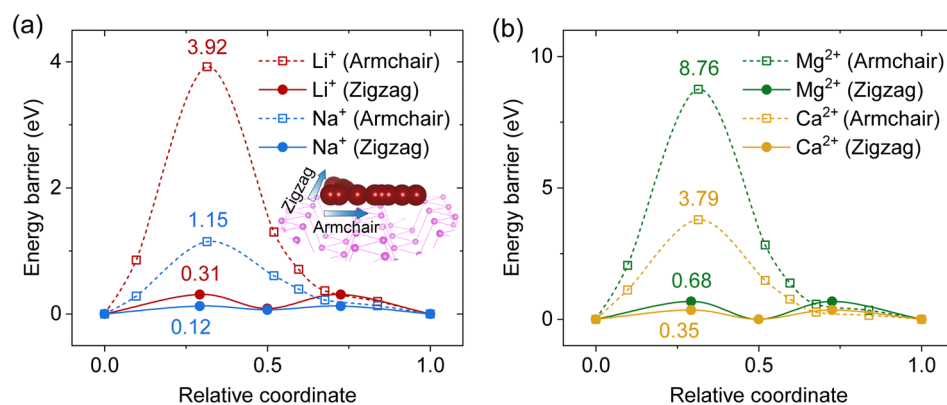 (a)
Energy barrier (eV)
4
2
0
3.92
1.15
0.31
0.12
Li⁺ (Armchair)
Li⁺ (Zigzag)
Na⁺ (Armchair)
Na⁺ (Zigzag)
Zigzag
Armchair
0.0 0.5 1.0
Relative coordinate
(b)
Energy barrier (eV)
10
5
0
8.76
3.79
0.68
0.35
Mg²⁺ (Armchair)
Mg²⁺ (Zigzag)
Ca²⁺ (Armchair)
Ca²⁺ (Zigzag)
0.0 0.5 1.0
Relative coordinate